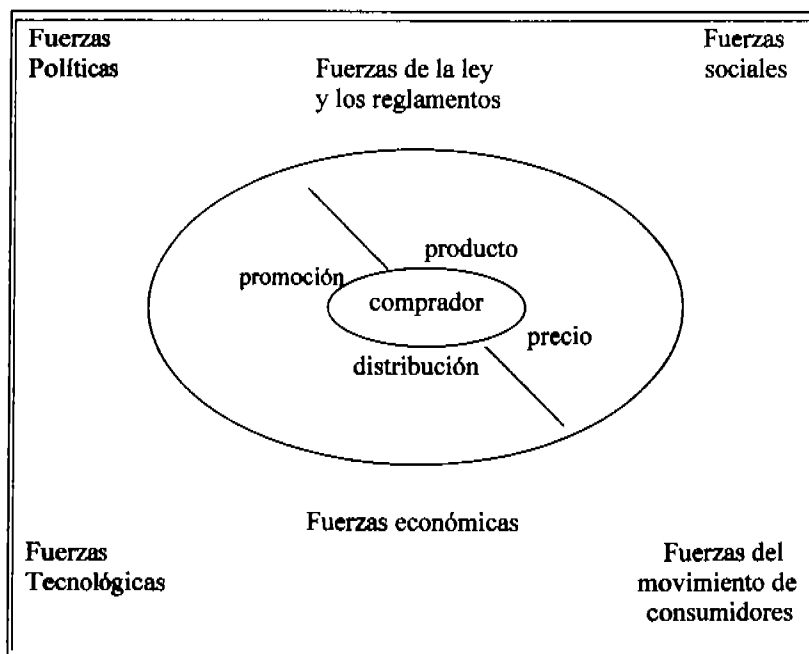 Fuerzas
Políticas
Fuerzas de la ley
y los reglamentos
Fuerzas
sociales
producto
promoción
comprador
precio
distribución
Fuerzas económicas
Fuerzas
Tecnológicas
Fuerzas del
movimiento de
consumidores